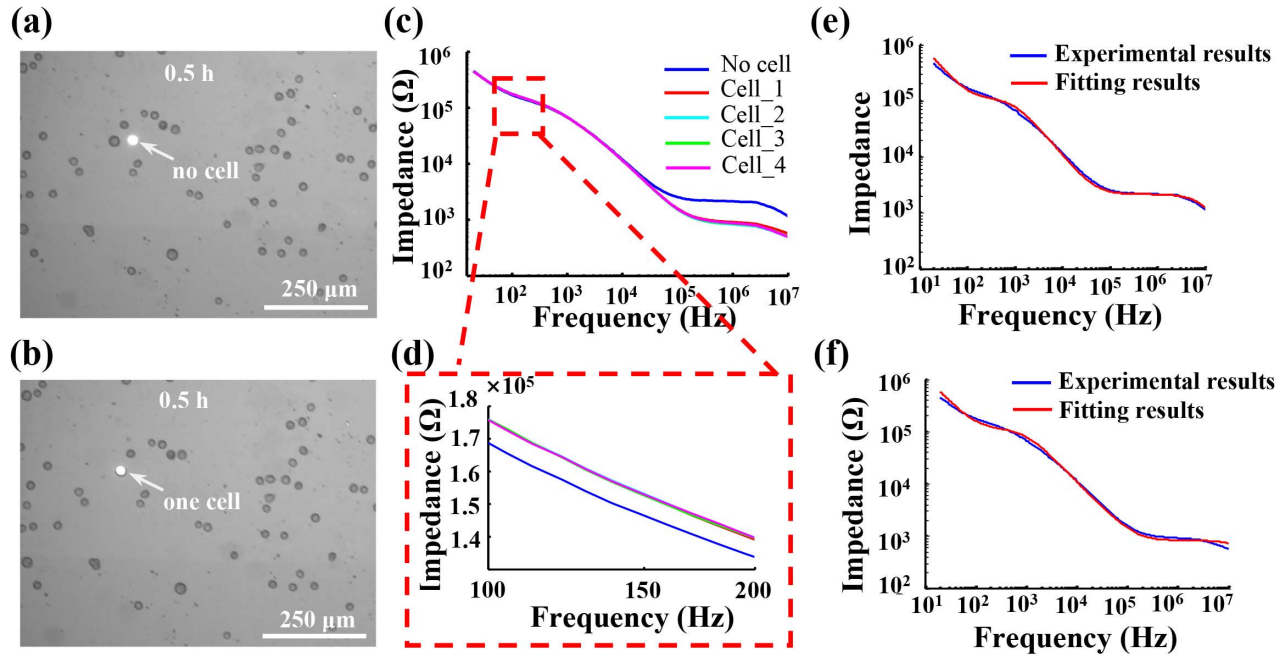 (a)
0.5 h
no cell
250 μm
(b)
0.5 h
one cell
250 μm
(c)
Impedance (Ω)
10⁶
10⁵
10⁴
10³
10²
10² 10³ 10⁴ 10⁵ 10⁶ 10⁷
Frequency (Hz)
No cell
Cell_1
Cell_2
Cell_3
Cell_4
(d)
×10⁵
Impedance (Ω)
1.8
1.7
1.6
1.5
1.4
100 150 200
Frequency (Hz)
(e)
Impedance
10⁶
10⁵
10⁴
10³
10²
10¹ 10² 10³ 10⁴ 10⁵ 10⁶ 10⁷
Frequency (Hz)
Experimental results
Fitting results
(f)
Impedance (Ω)
10⁶
10⁵
10⁴
10³
10²
10¹ 10² 10³ 10⁴ 10⁵ 10⁶ 10⁷
Frequency (Hz)
Experimental results
Fitting results